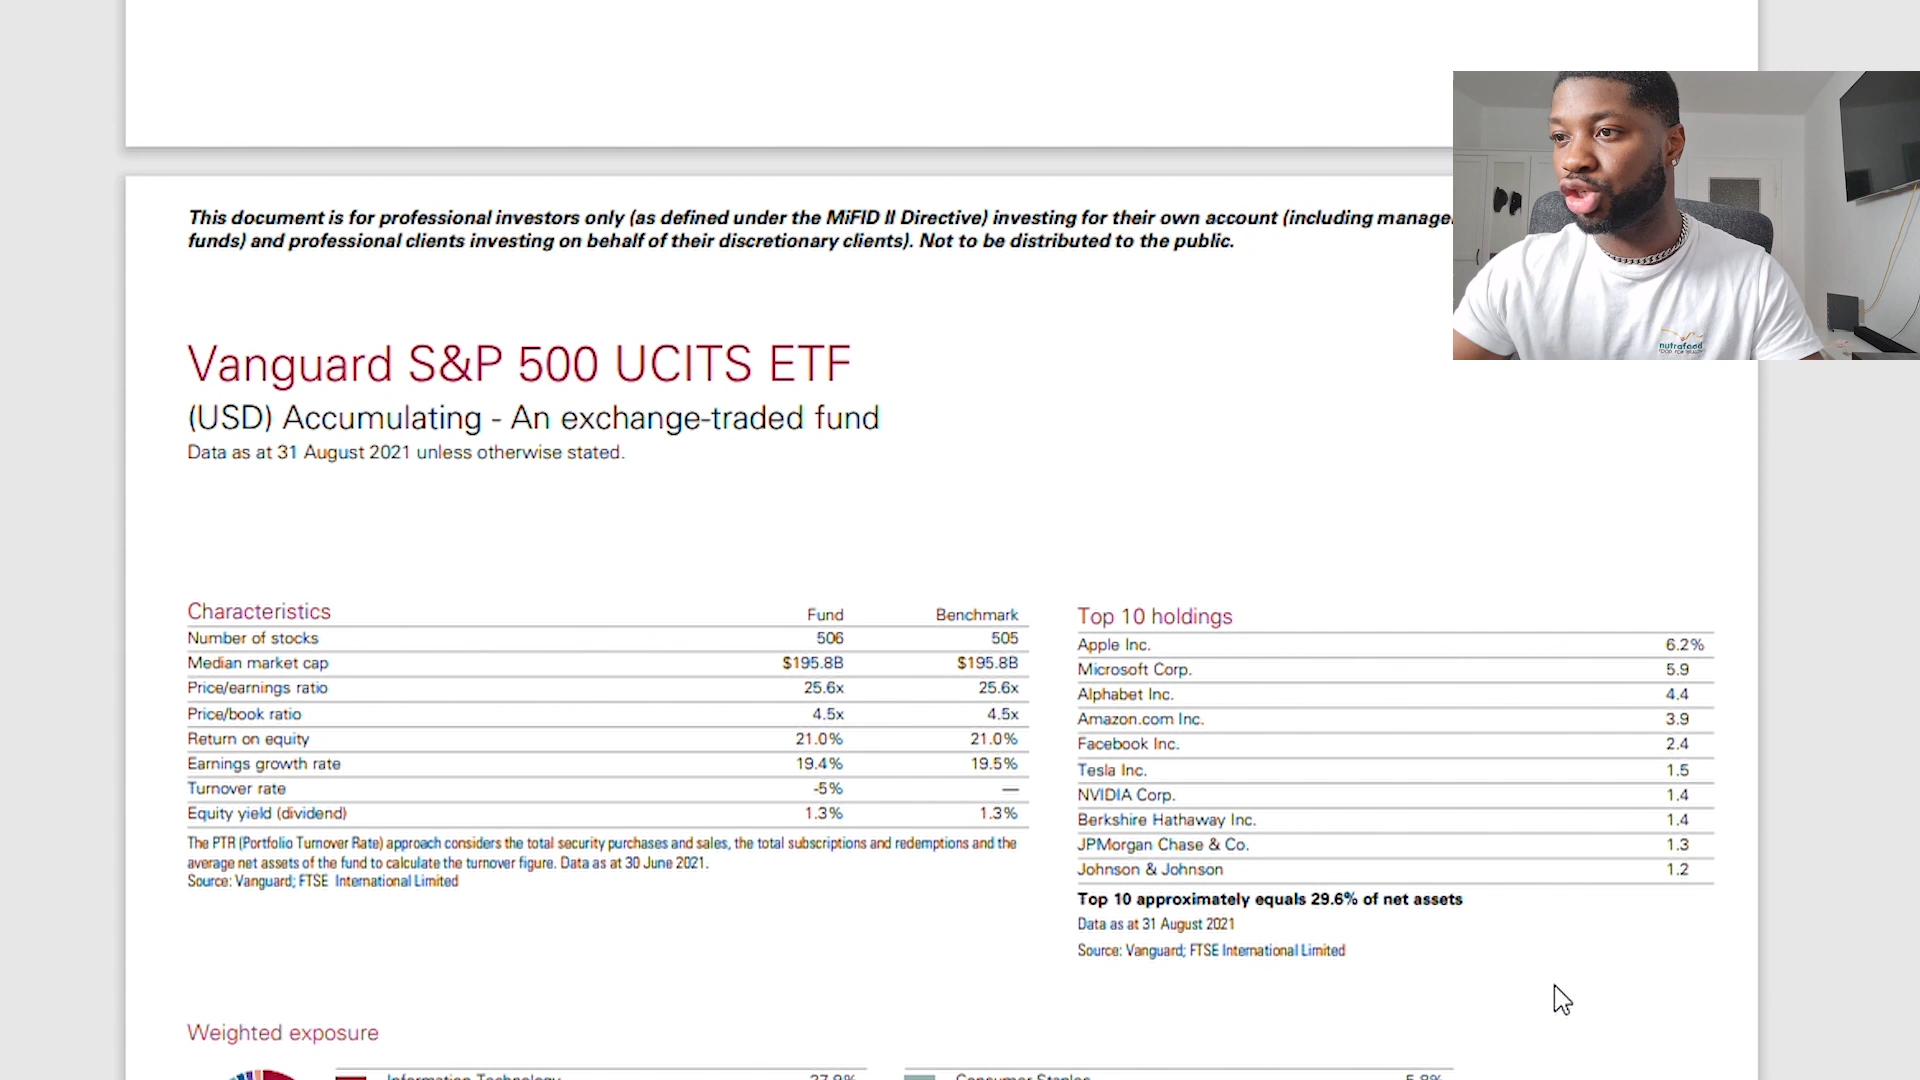 This document is for professional investors only (as defined under the MiFID II Directive) investing for their own account (including
funds) and professional clients investing on behalf of their discretionary clients). Not to be distributed to the public.
Vanguard S&P 500 UCITS ETF
(USD) Accumulating - An exchange-traded fund
Data as at 31 August 2021 unless otherwise stated.
Characteristics Fund Benchmark
Number of stocks 506 505
Median market cap $195.8B $195.8B
Price/earnings ratio 25.6x 25.6x
Price/book ratio 4.5x 4.5x
Return on equity 21.0% 21.0%
Earnings growth rate 19.4% 19.5%
Turnover rate -5% —
Equity yield (dividend) 1.3% 1.3%
The PTR (Portfolio Turnover Rate) approach considers the total security purchases and sales, the total subscriptions and redemptions and the
average net assets of the fund to calculate the turnover figure. Data as at 30 June 2021.
Source: Vanguard; FTSE International Limited
Top 10 holdings
Apple Inc. 6.2%
Microsoft Corp. 5.9
Alphabet Inc. 4.4
Amazon.com Inc. 3.9
Facebook Inc. 2.4
Tesla Inc. 1.5
NVIDIA Corp. 1.4
Berkshire Hathaway Inc. 1.4
JPMorgan Chase & Co. 1.3
Johnson & Johnson 1.2
Top 10 approximately equals 29.6% of net assets
Data as at 31 August 2021
Source: Vanguard; FTSE International Limited
Weighted exposure
Information Technology
Consumer Staples
nutrafood